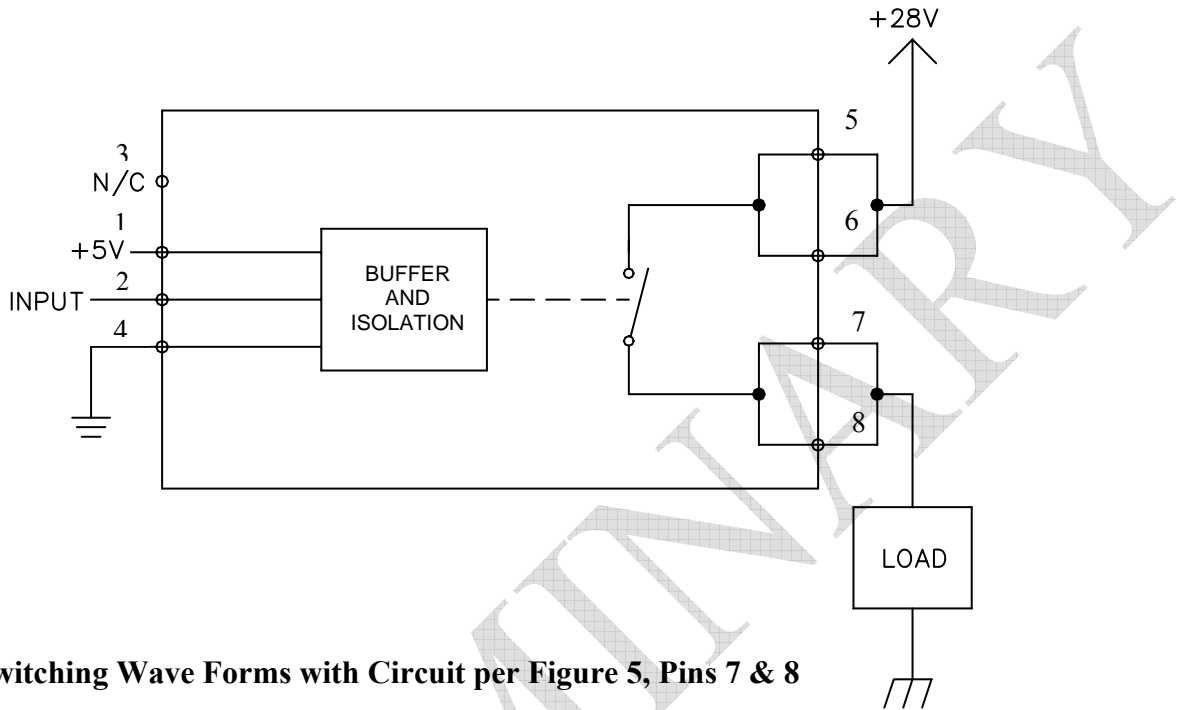 +28V
5
3
N/C
6
1
+5V
BUFFER
AND
ISOLATION
2
INPUT
7
4
8
LOAD
witching Wave Forms with Circuit per Figure 5, Pins 7 & 8
MINARY